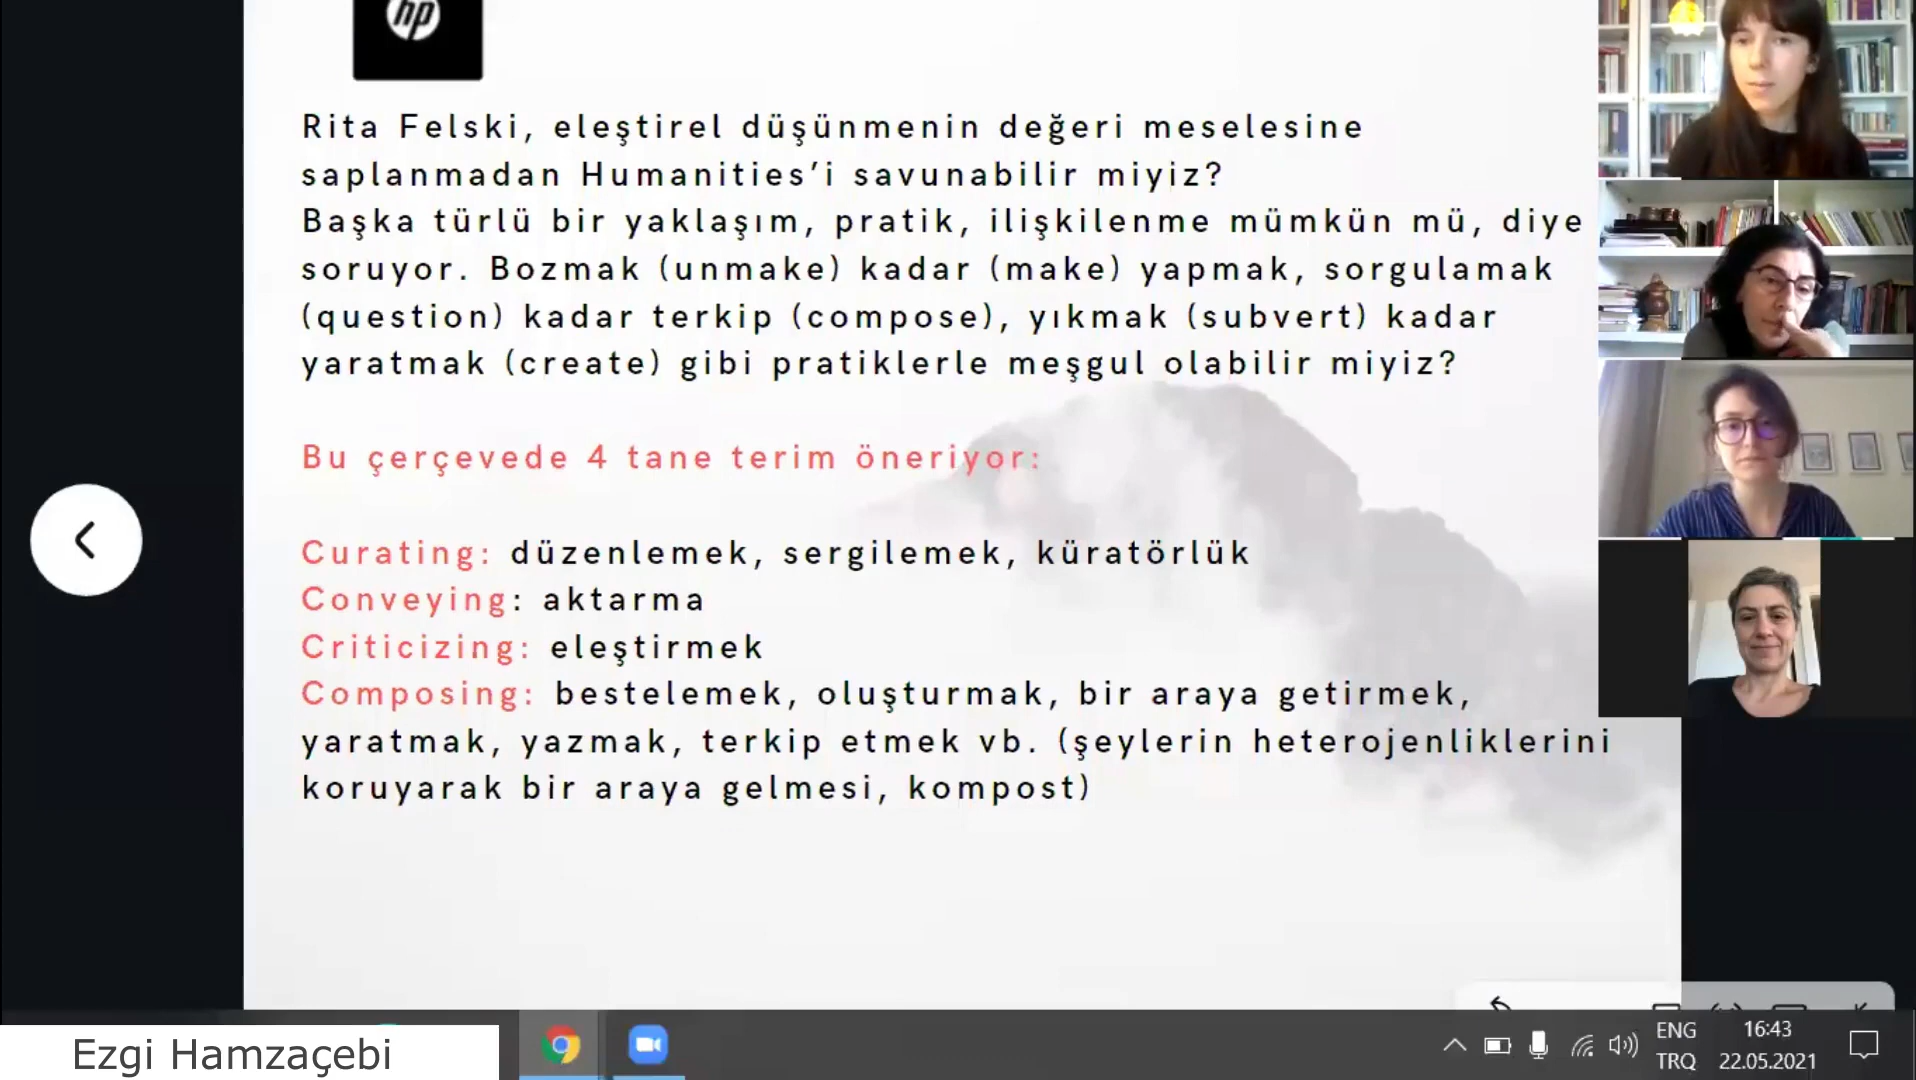 hp
Rita Felski, eleştirel düşünmenin değeri meselesine
saplanmadan Humanities’i savunabilir miyiz?
Başka türlü bir yaklaşım, pratik, ilişkilenme mümkün mü, diye
soruyor. Bozmak (unmake) kadar (make) yapmak, sorgulamak
(question) kadar terkip (compose), yıkmak (subvert) kadar
yaratmak (create) gibi pratiklerle meşgul olabilir miyiz?
Bu çerçevede 4 tane terim öneriyor:
Curating: düzenlemek, sergilemek, küratörlük
Conveying: aktarma
Criticizing: eleştirmek
Composing: bestelemek, oluşturmak, bir araya getirmek,
yaratmak, yazmak, terkip etmek vb. (şeylerin heterojenliklerini
koruyarak bir araya gelmesi, kompost)
Ezgi Hamzaçebi
ENG
TRQ
16:43
22.05.2021